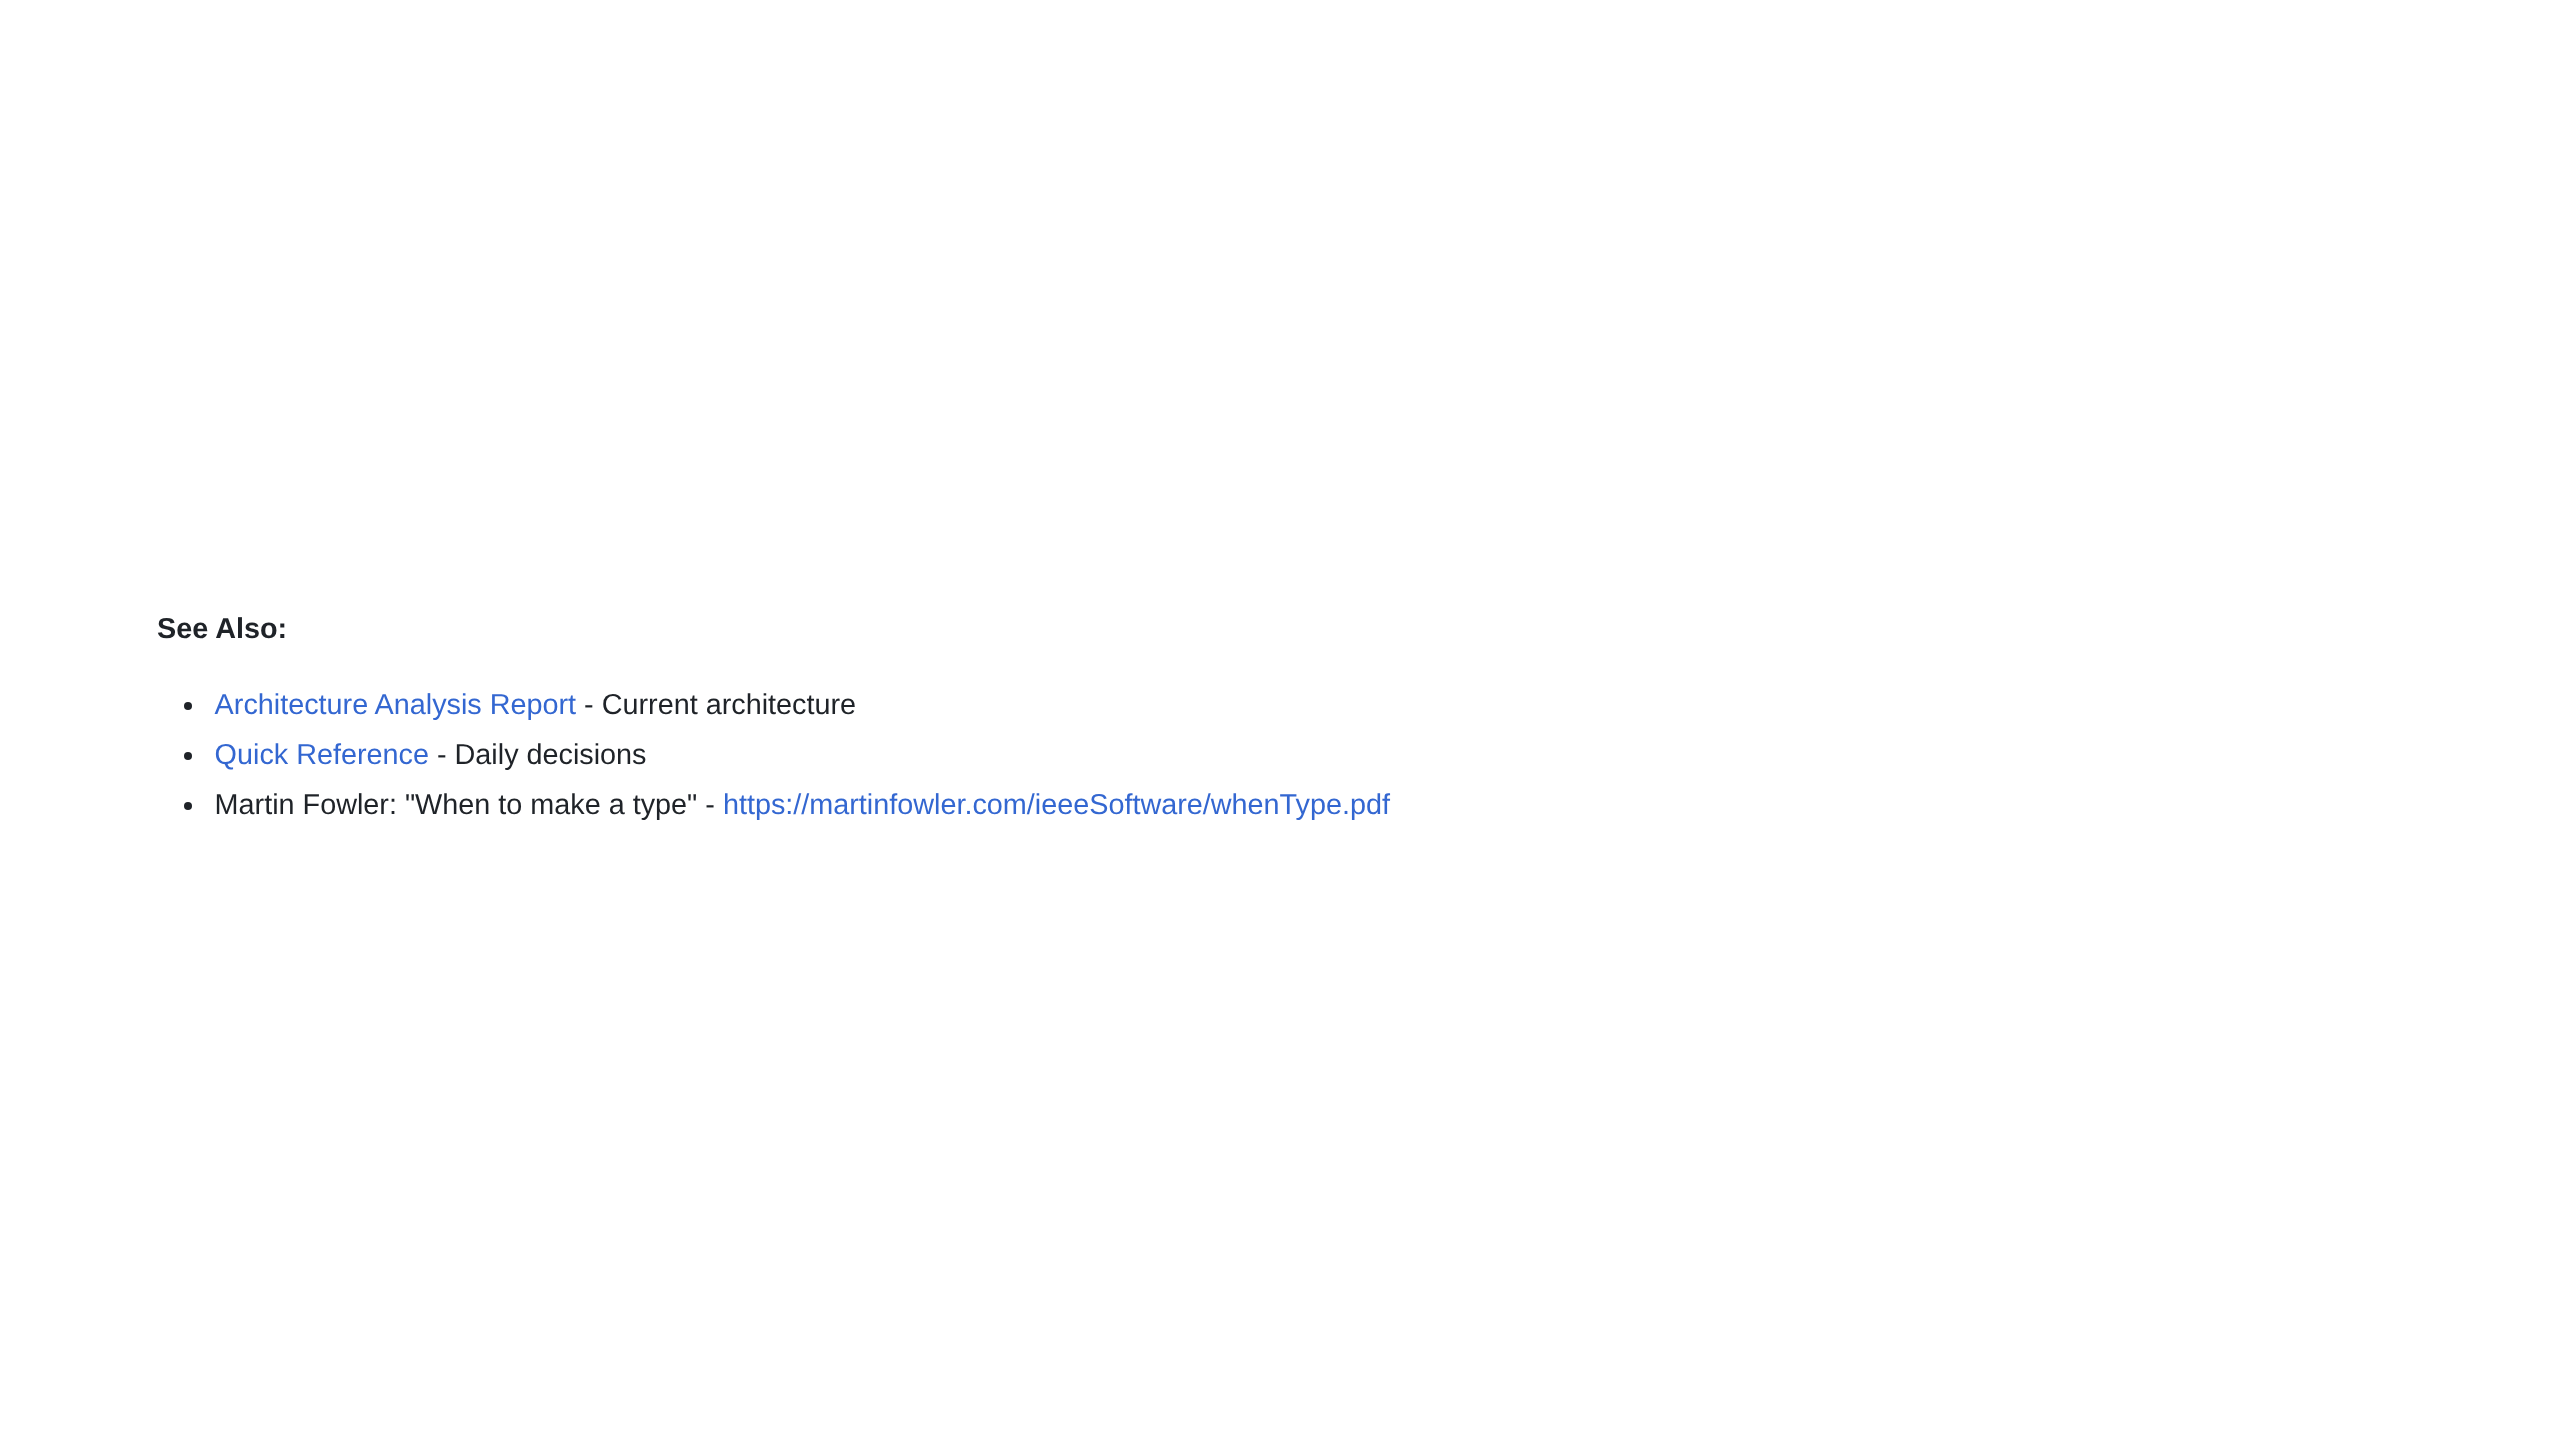 See Also:
Architecture Analysis Report - Current architecture
Quick Reference - Daily decisions
Martin Fowler: "When to make a type" - https://martinfowler.com/ieeeSoftware/whenType.pdf